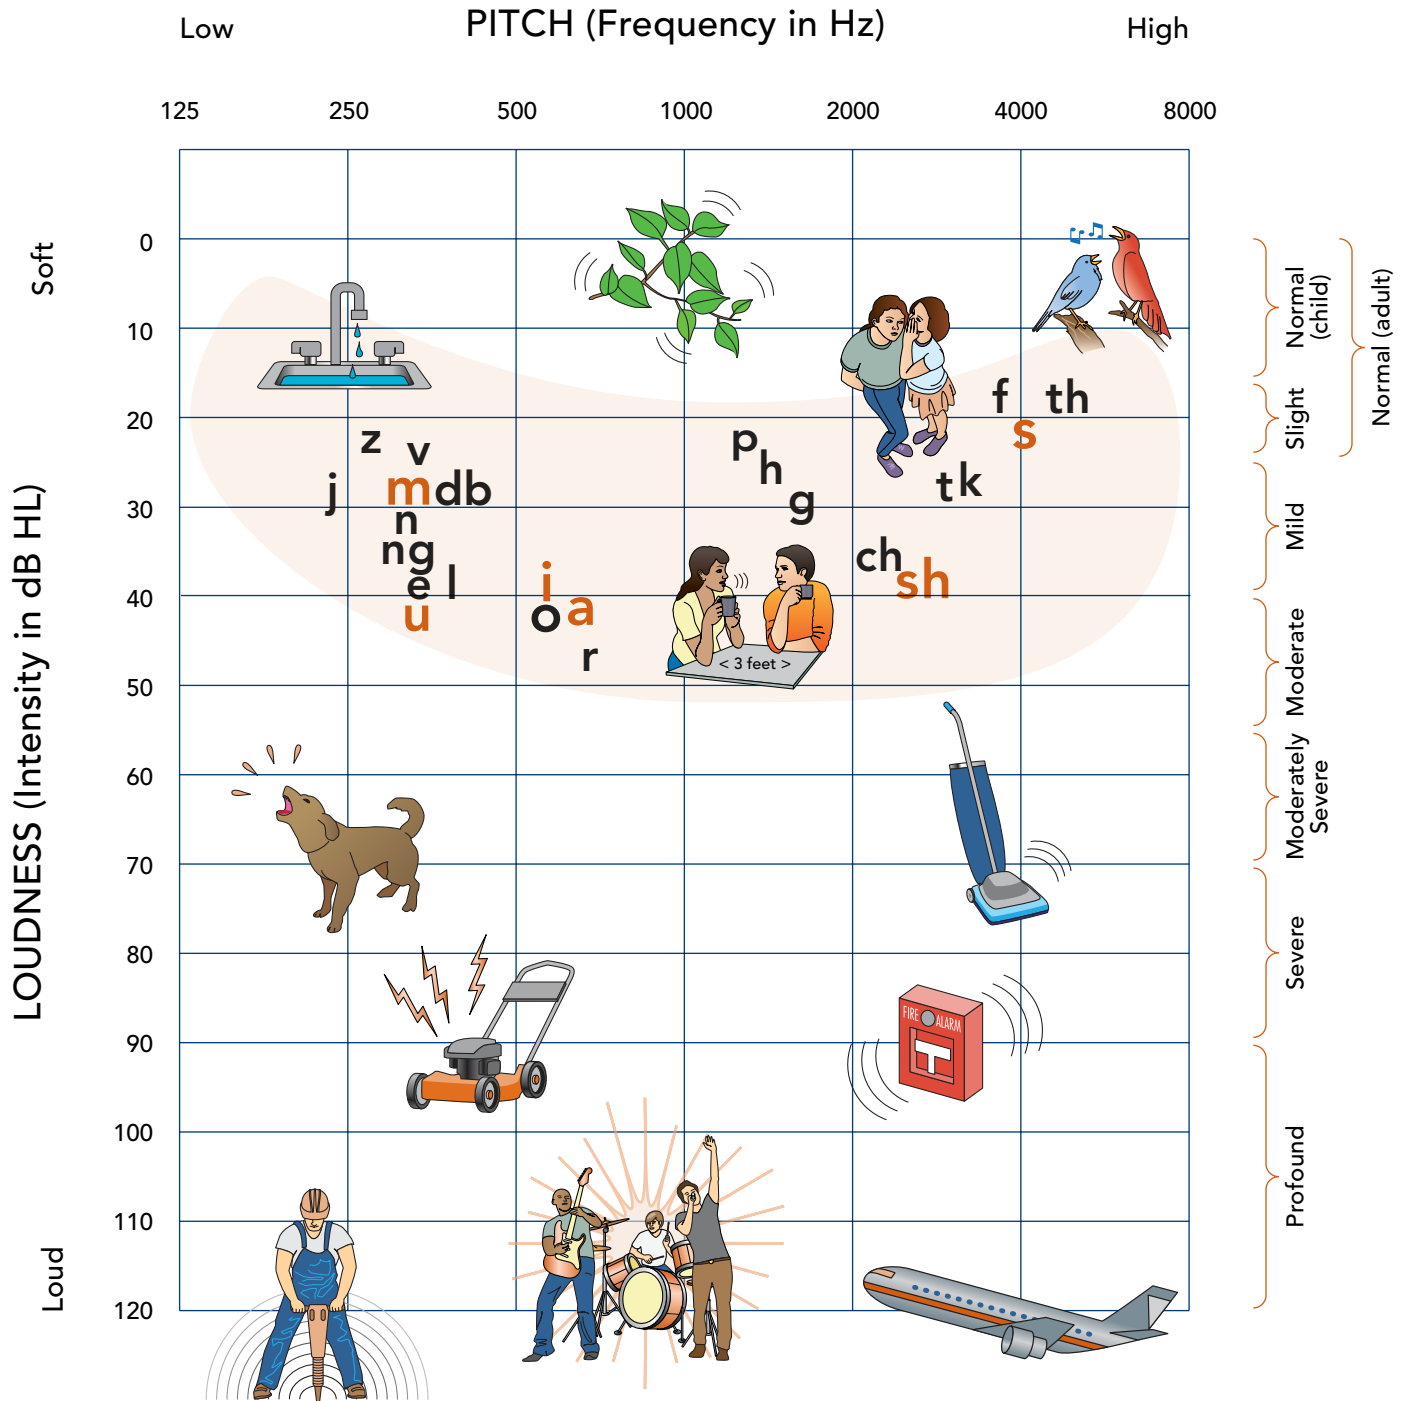 PITCH (Frequency in Hz)
Low
High
125 250 500 1000 2000 4000 8000
LOUDNESS (Intensity in dB HL)
Soft
Loud
0
10
20
30
40
50
60
70
80
90
100
110
120
f th
s
z
v
p
h
j
m db
t k
g
n
ng
ch
e l
i
sh
u
o a
r
< 3 feet >
FIRE ALARM
Normal
(child)
Normal (adult)
Slight
Mild
Moderate
Moderately
Severe
Severe
Profound